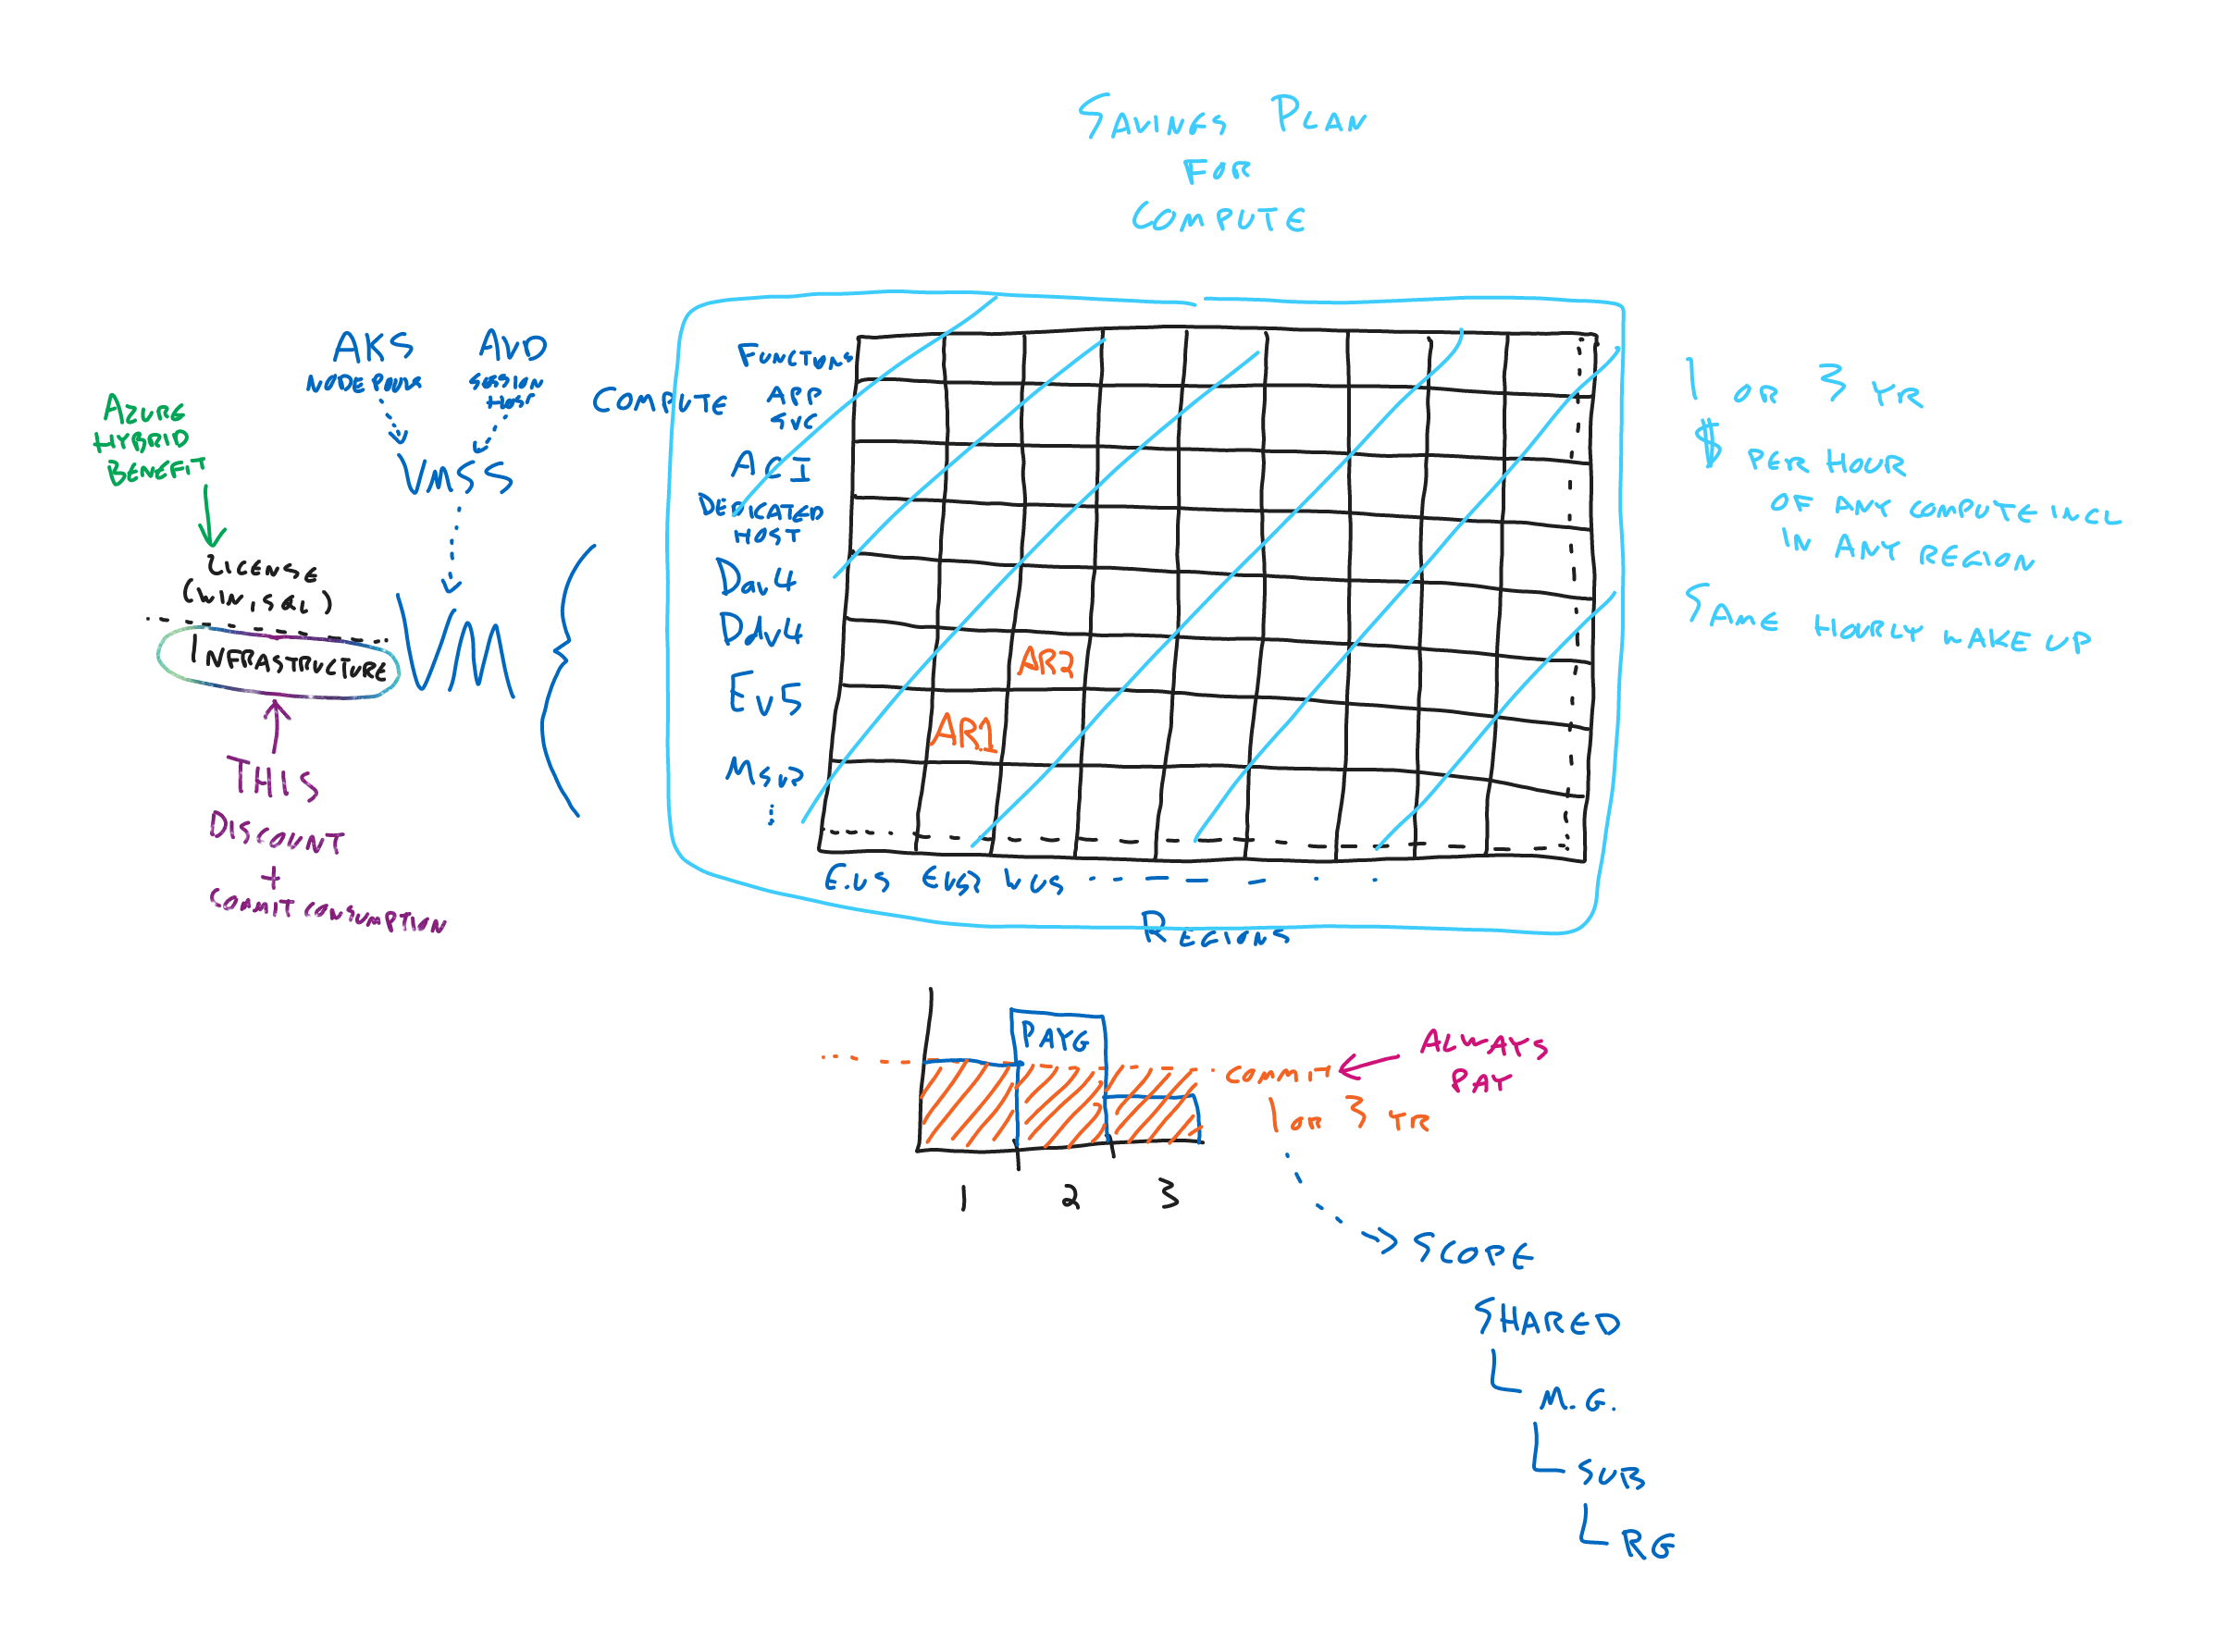 SAVINGS PLAN
FOR
COMPUTE
AKS
NODE POOLS
AVD
SESSION
HOST
VMSS
AZURE
HYBRID
BENEFIT
LICENSE
(WIN, SQL)
INFRASTRUCTURE
VM
THIS
DISCOUNT
+
COMMIT CONSUMPTION
COMPUTE
FUNCTIONS
APP
SVC
ACI
DEDICATED
HOST
Dav4
Ddv4
Ev5
Msv2
AR2
AR1
E.US EUS2 WUS
REGIONS
1 OR 3 YR
$ PER HOUR
OF ANY COMPUTE INCL
IN ANY REGION
SAME HOURLY WAKE UP
PAYG
COMMIT
1 OR 3 YR
ALWAYS
PAY
1 2 3
SCOPE
SHARED
M.G.
SUB
RG